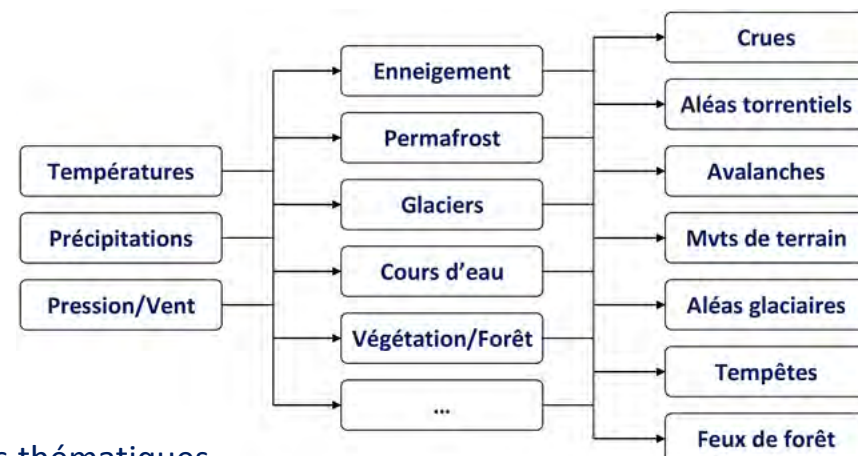 Températures
Précipitations
Pression/Vent
Enneigement
Permafrost
Glaciers
Cours d'eau
Végétation/Forêt
...
Crues
Aléas torrentiels
Avalanches
Mvts de terrain
Aléas glaciaires
Tempêtes
Feux de forêt
thématiques